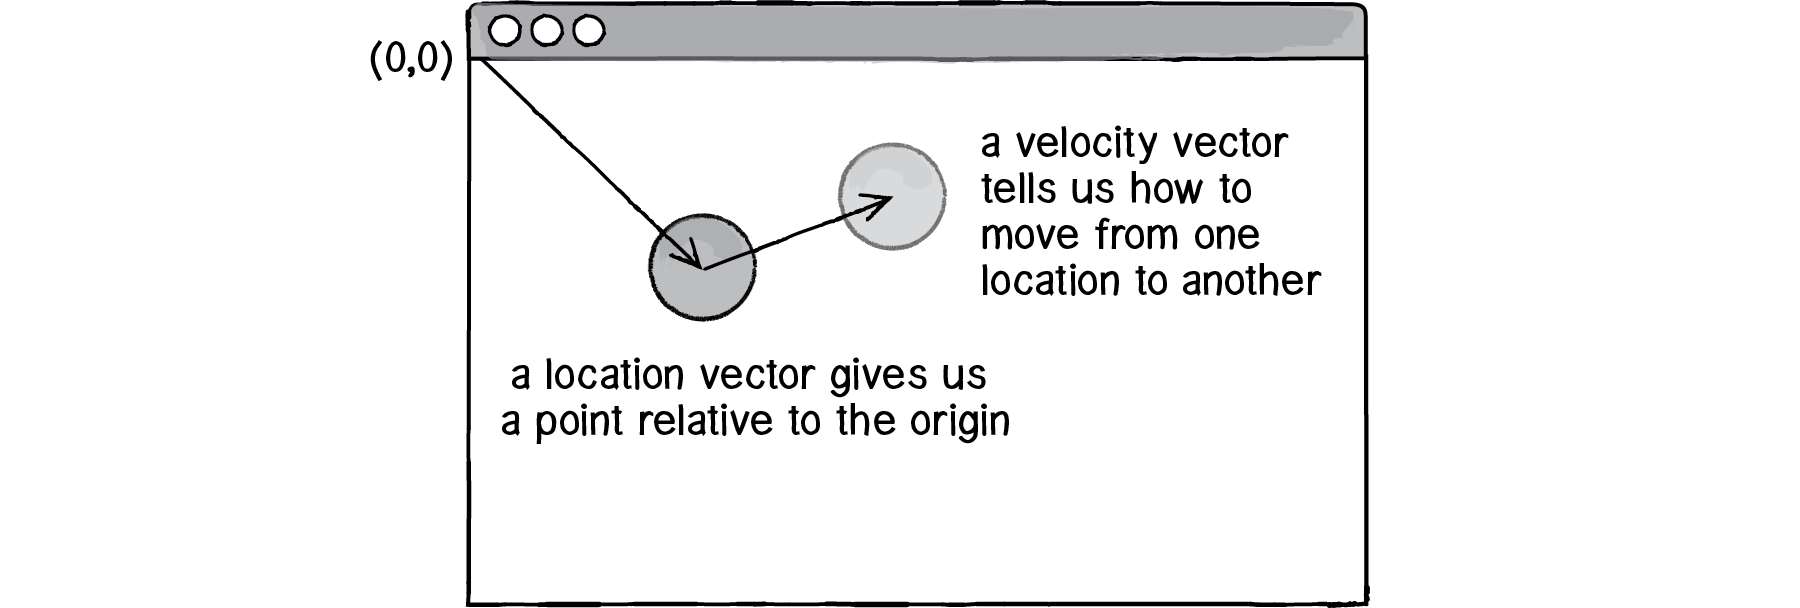 (0,0)
a velocity vector
tells us how to
move from one
location to another
a location vector gives us
a point relative to the origin